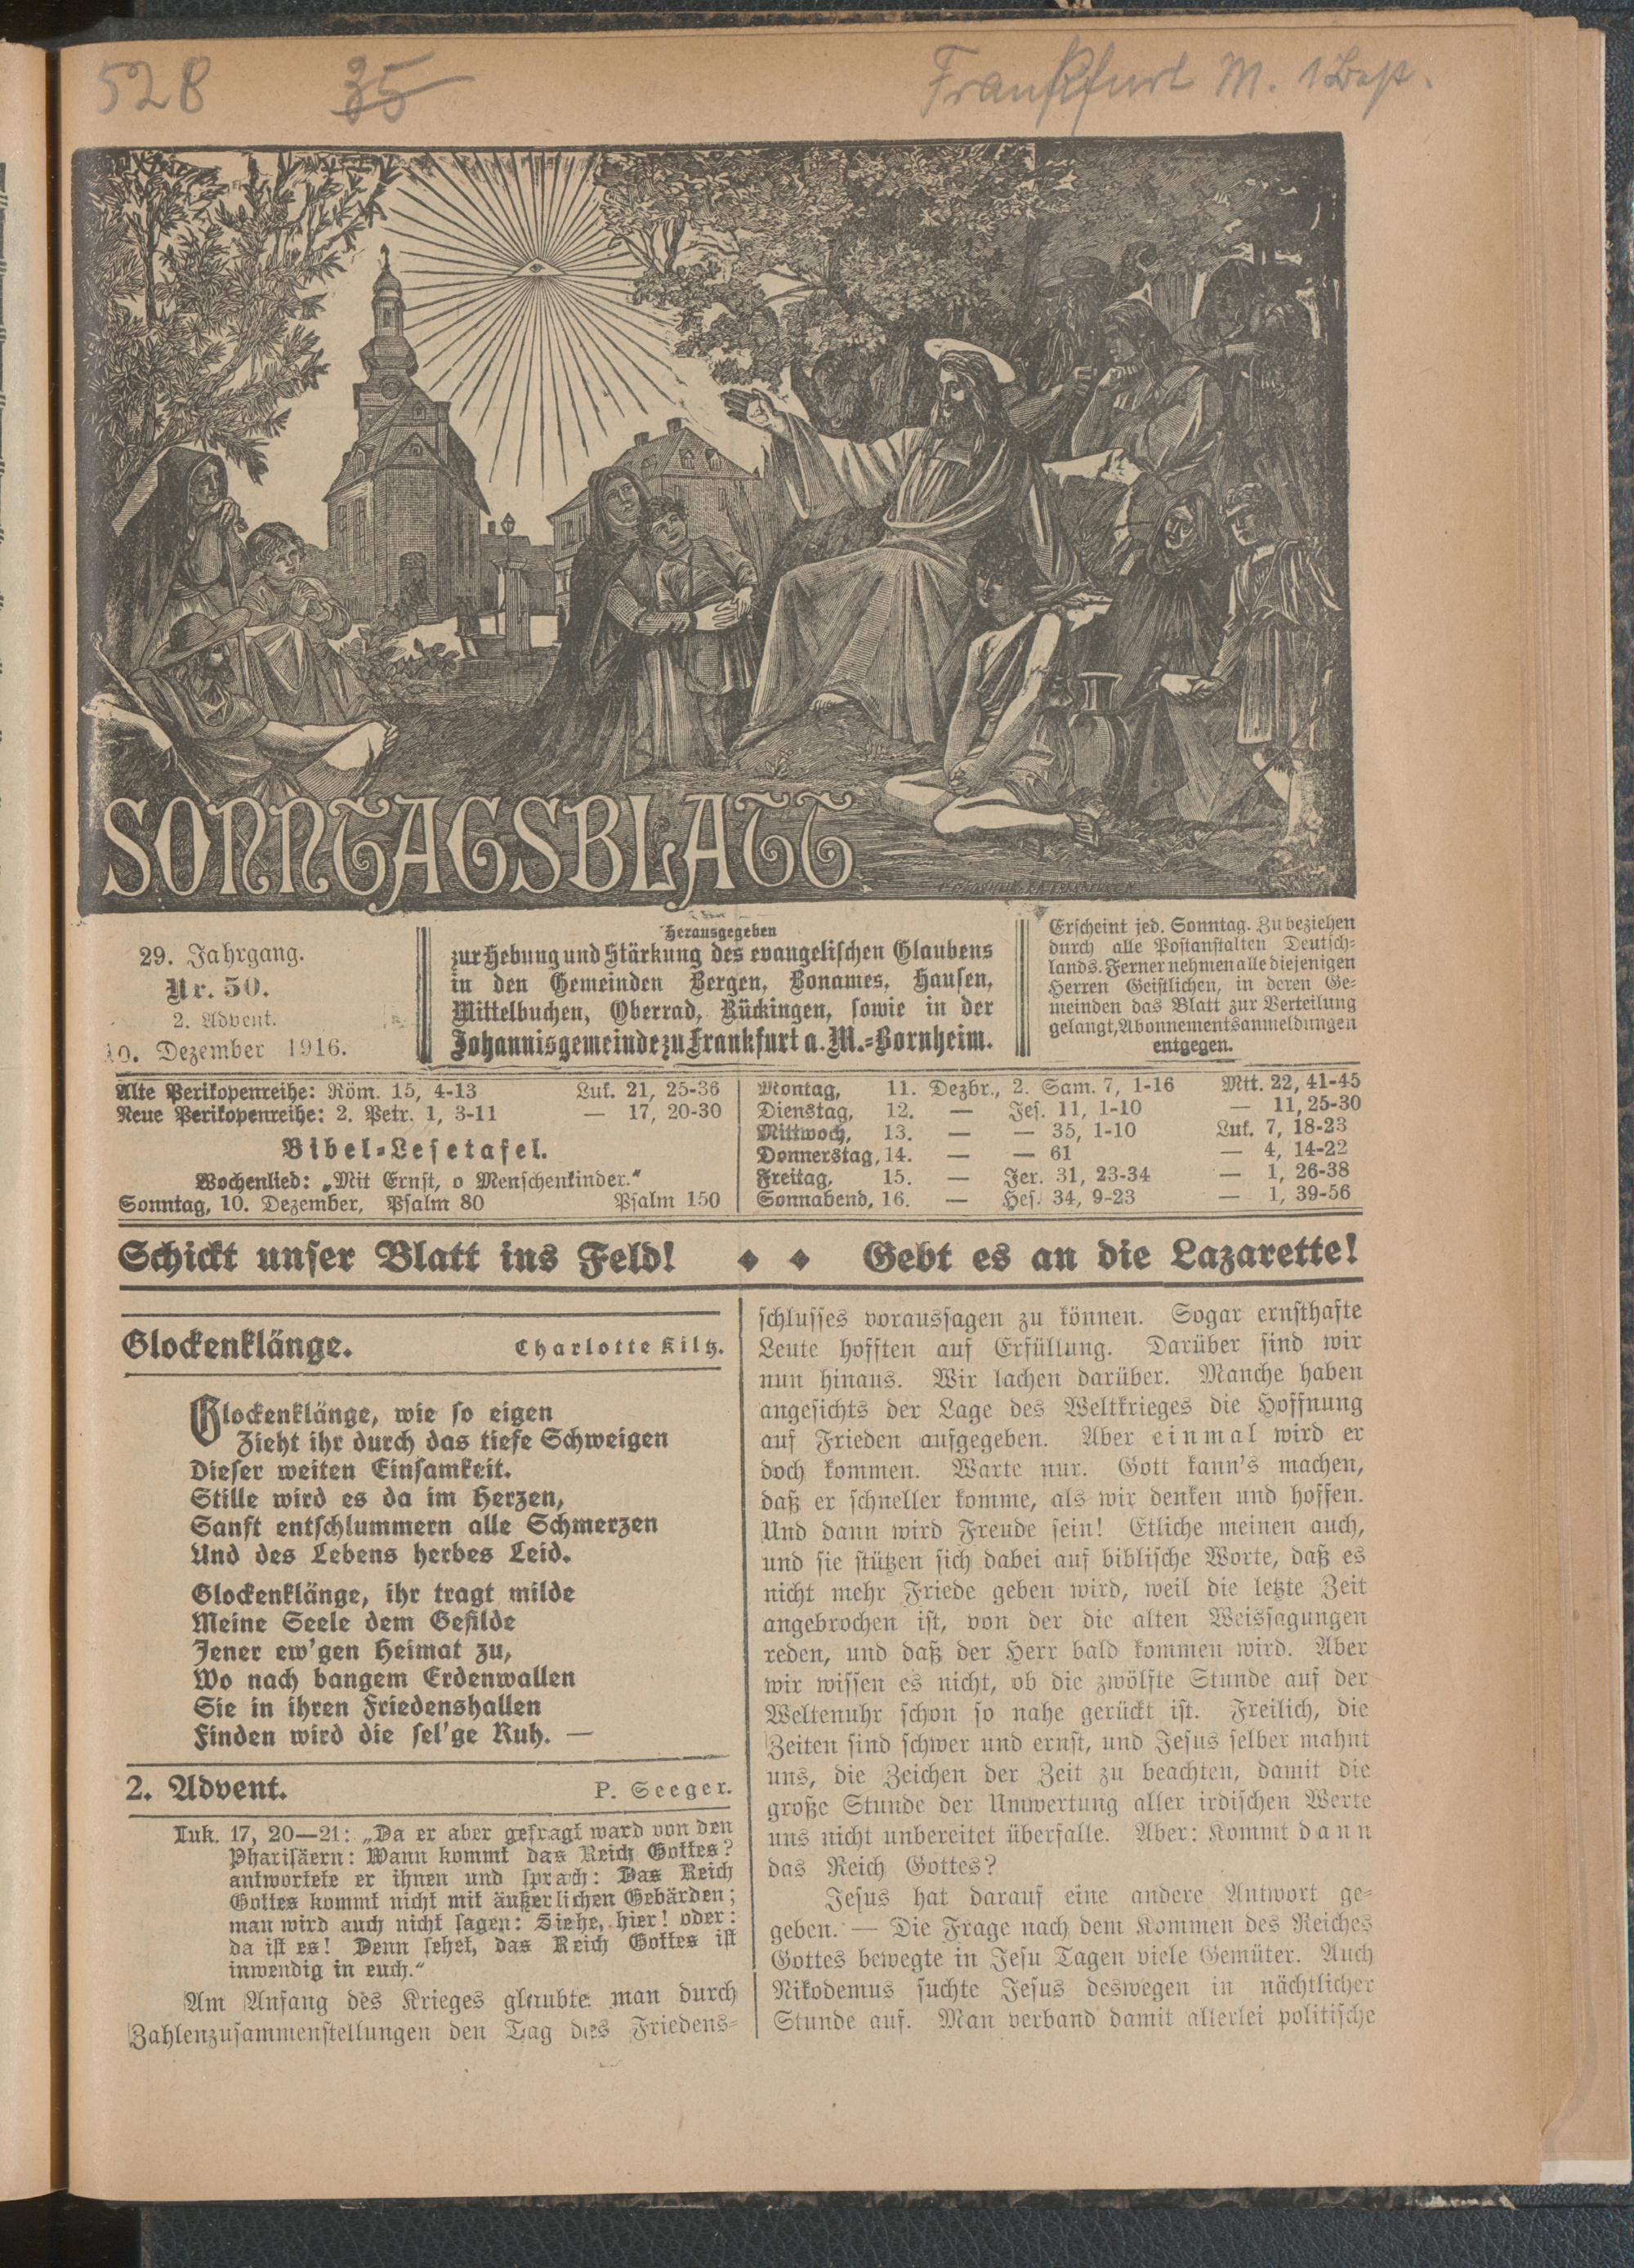 528 35 Frankfurt M.
SONNTAGSBLATT
29. Jahrgang.
Nr. 50.
2. Advent.
10. Dezember 1916.
Herausgegeben
zur Hebung und Stärkung des evangelischen Glaubens
in den Gemeinden Bergen, Bonames, Hausen,
Mittelbuchen, Oberrad, Rückingen, sowie in der
Johannisgemeinde zu Frankfurt a. M.-Bornheim.
Erscheint jed. Sonntag. Zu beziehen
durch alle Postanstalten Deutsch-
lands. Ferner nehmen alle diejenigen
Herren Geistlichen, in deren Ge-
meinden das Blatt zur Verteilung
gelangt, Abonnementsanmeldungen
entgegen.
Alte Perikopenreihe: Röm. 15, 4-13 Luk. 21, 25-36
Neue Perikopenreihe: 2. Petr. 1, 3-11 — 17, 20-30
Bibel-Lesetafel.
Wochenlied: „Mit Ernst, o Menschenkinder.“
Sonntag, 10. Dezember, Psalm 80 Psalm 150
Montag, 11. Dezbr., 2. Sam. 7, 1-16 Mtt. 22, 41-45
Dienstag, 12. — Jes. 11, 1-10 — 11, 25-30
Mittwoch, 13. — — 35, 1-10 Luk. 7, 18-23
Donnerstag, 14. — — 61 — 4, 14-22
Freitag, 15. — Jer. 31, 23-34 — 1, 26-38
Sonnabend, 16. — Hes. 34, 9-23 — 1, 39-56
Schickt unser Blatt ins Feld! ◆ ◆ Gebt es an die Lazarette!
Glockenklänge. Charlotte Kiltz.
Glockenklänge, wie so eigen
Zieht ihr durch das tiefe Schweigen
Dieser weiten Einsamkeit.
Stille wird es da im Herzen,
Sanft entschlummern alle Schmerzen
Und des Lebens herbes Leid.
Glockenklänge, ihr tragt milde
Meine Seele dem Gefilde
Jener ew'gen Heimat zu,
Wo nach bangem Erdenwallen
Sie in ihren Friedenshallen
Finden wird die sel'ge Ruh. —
2. Advent. P. Seeger.
Luk. 17, 20—21: „Da er aber gefragt ward von den
Pharisäern: Wann kommt das Reich Gottes?
antwortete er ihnen und sprach: Das Reich
Gottes kommt nicht mit äußerlichen Gebärden;
man wird auch nicht sagen: Siehe, hier! oder:
da ist es! Denn sehet, das Reich Gottes ist
inwendig in euch.“
Am Anfang des Krieges glaubte man durch
Zahlenzusammenstellungen den Tag des Friedens-
schlusses voraussagen zu können. Sogar ernsthafte
Leute hofften auf Erfüllung. Darüber sind wir
nun hinaus. Wir lachen darüber. Manche haben
angesichts der Lage des Weltkrieges die Hoffnung
auf Frieden aufgegeben. Aber einmal wird er
doch kommen. Warte nur. Gott kann's machen,
daß er schneller komme, als wir denken und hoffen.
Und dann wird Freude sein! Etliche meinen auch,
und sie stützen sich dabei auf biblische Worte, daß es
nicht mehr Friede geben wird, weil die letzte Zeit
angebrochen ist, von der die alten Weissagungen
reden, und daß der Herr bald kommen wird. Aber
wir wissen es nicht, ob die zwölfte Stunde auf der
Weltenuhr schon so nahe gerückt ist. Freilich, die
Zeiten sind schwer und ernst, und Jesus selber mahnt
uns, die Zeichen der Zeit zu beachten, damit die
große Stunde der Umwertung aller irdischen Werte
uns nicht unbereitet überfalle. Aber: Kommt dann
das Reich Gottes?
Jesus hat darauf eine andere Antwort ge-
geben. — Die Frage nach dem Kommen des Reiches
Gottes bewegte in Jesu Tagen viele Gemüter. Auch
Nikodemus suchte Jesus deswegen in nächtlicher
Stunde auf. Man verband damit allerlei politische